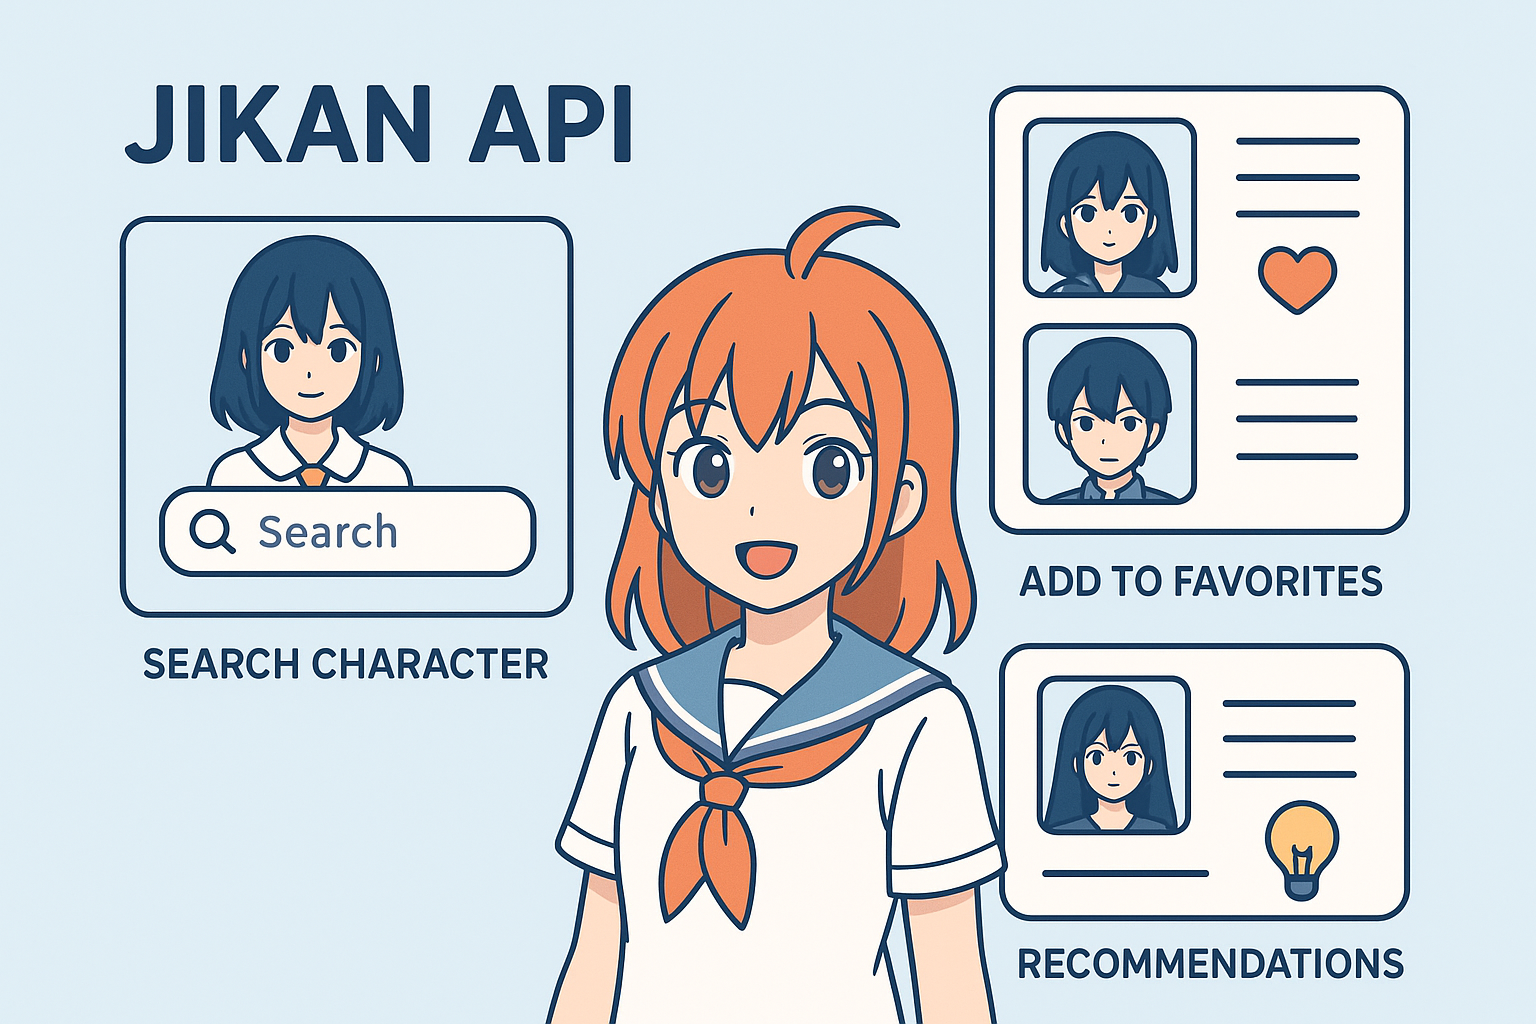 JIKAN API
Search
SEARCH CHARACTER
ADD TO FAVORITES
RECOMMENDATIONS